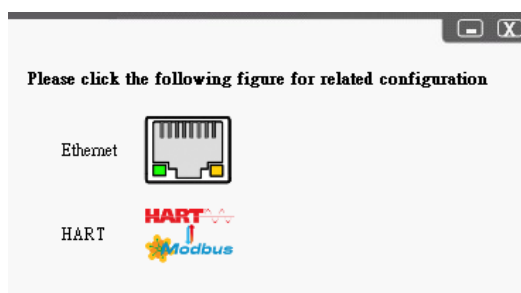 Please click the following figure for related configuration
Ethernet
HART
HART
Modbus